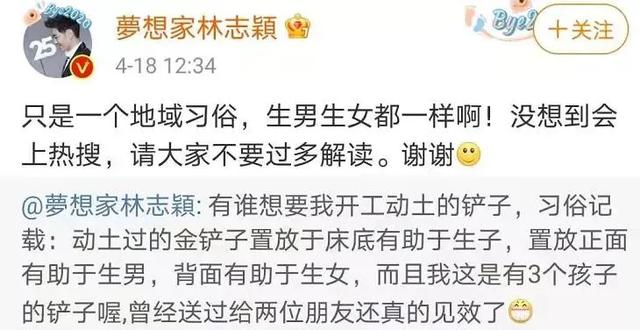 Bye2020
25
夢想家林志穎
4-18 12:34
Bye2020
+关注
只是一个地域习俗，生男生女都一样啊！没想到会
上热搜，请大家不要过多解读。谢谢
@夢想家林志穎: 有谁想要我开工动土的铲子，习俗记
载：动土过的金铲子置放于床底有助于生子，置放正面
有助于生男，背面有助于生女，而且我这是有3个孩子
的铲子喔,曾经送过给两位朋友还真的见效了